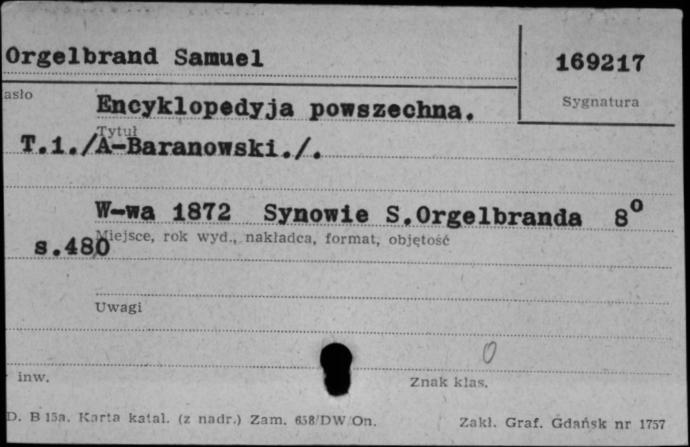 Orgelbrand Samuel
169217
asło
Sygnatura
Encyklopedyja powszechna.
Tytuł
T.1./A-Baranowski./.
W-wa 1872 Synowie S.Orgelbranda 8°
Miejsce, rok wyd., nakładca, format, objętość
s.480
Uwagi
0
inw.
Znak klas.
D. B 15a. Karta katal. (z nadr.) Zam. 658/DW/On.
Zakł. Graf. Gdańsk nr 1757